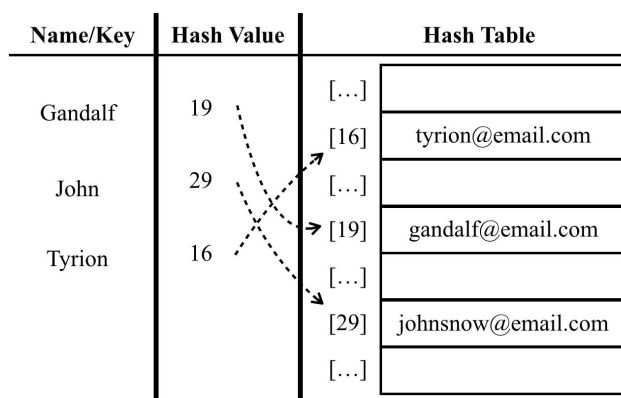 Name/Key Hash Value Hash Table
[...]
Gandalf 19
[16] tyrion@email.com
John 29 [...]
[19] gandalf@email.com
Tyrion 16
[...]
[29] johnsnow@email.com
[...]